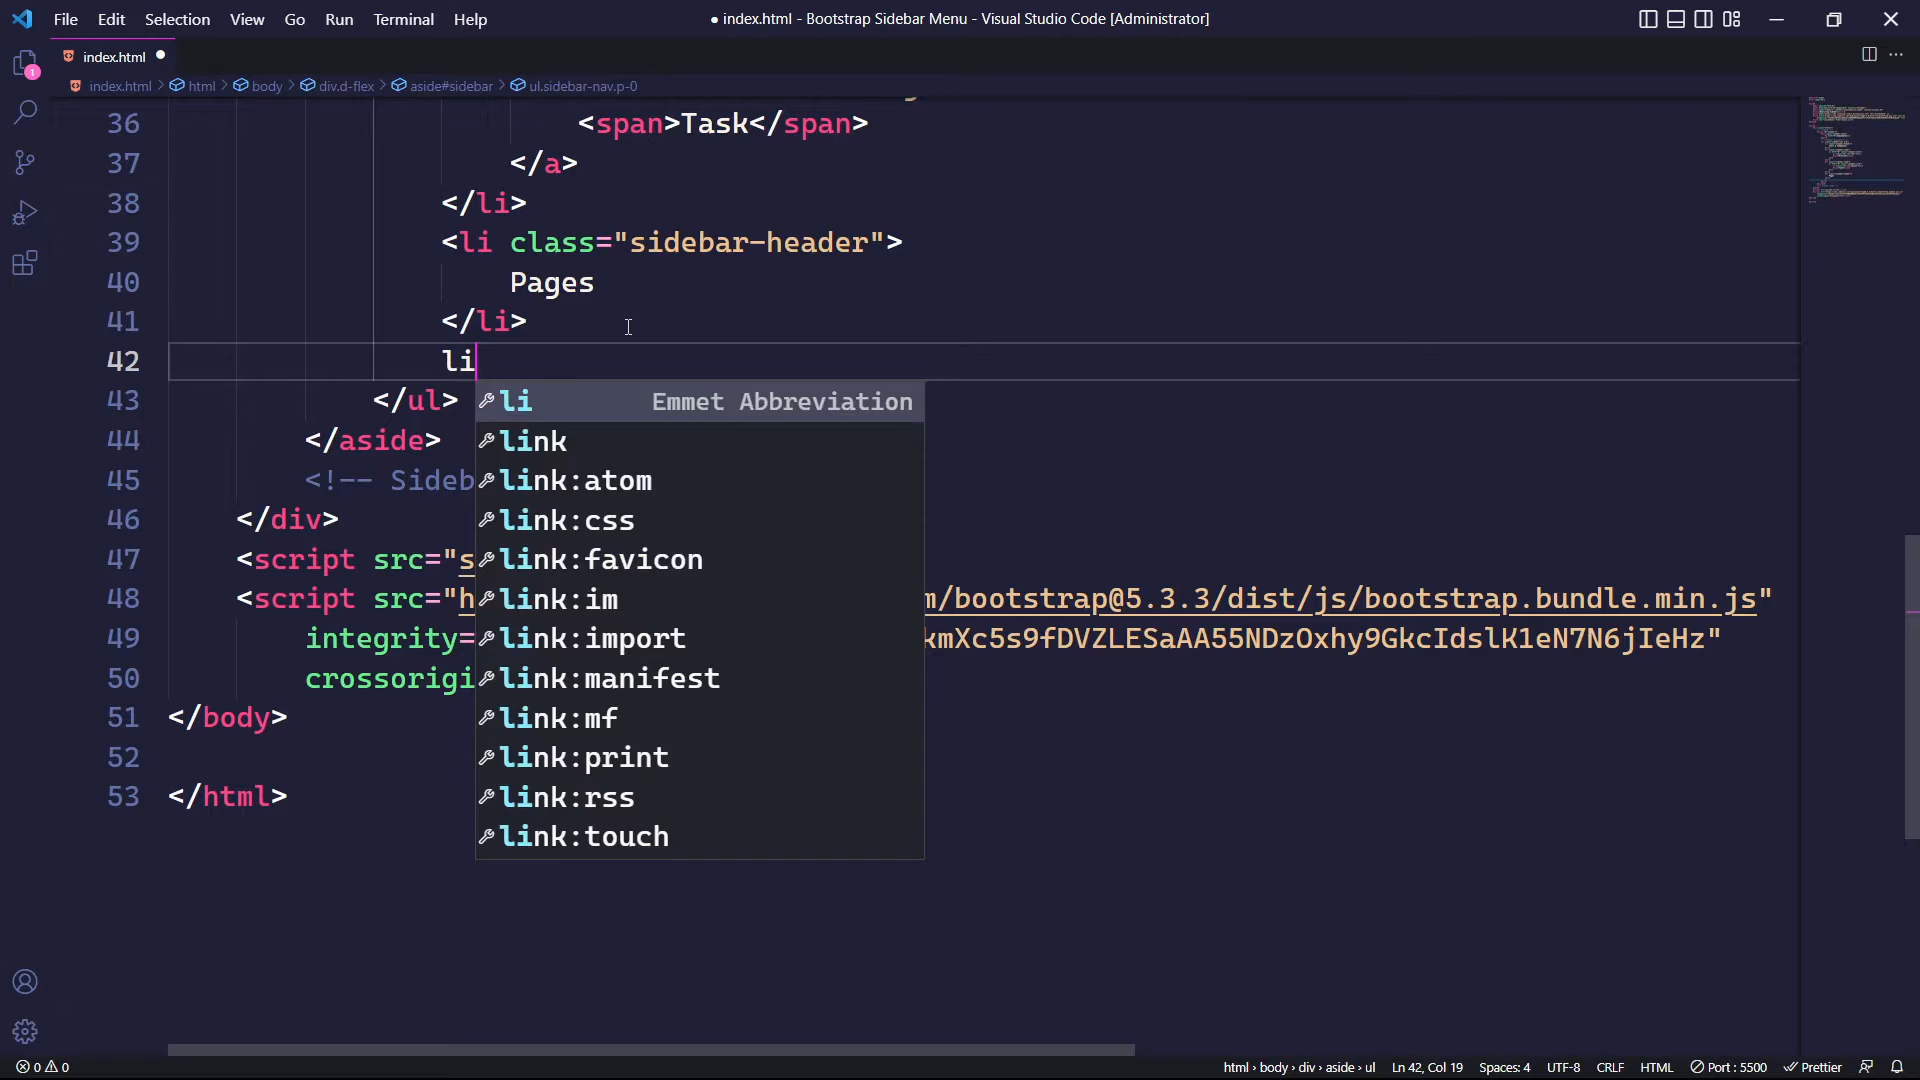 File Edit Selection View Go Run Terminal Help
● index.html - Bootstrap Sidebar Menu - Visual Studio Code [Administrator]
index.html ●
index.html > html > body > div.d-flex > aside#sidebar > ul.sidebar-nav.p-0
1
36 <span>Task</span>
37 </a>
38 </li>
39 <li class="sidebar-header">
40 Pages
41 </li>
42 li
43 </ul>
44 </aside>
45 <!-- Sideb
46 </div>
47 <script src="s
48 <script src="h
m/bootstrap@5.3.3/dist/js/bootstrap.bundle.min.js"
49 integrity=
kmXc5s9fDVZLESaAA55NDzOxhy9GkcIdslK1eN7N6jIeHz"
50 crossorigi
51 </body>
52
53 </html>
li Emmet Abbreviation
link
link:atom
link:css
link:favicon
link:im
link:import
link:manifest
link:mf
link:print
link:rss
link:touch
0 0
html › body › div › aside › ul Ln 42, Col 19 Spaces: 4 UTF-8 CRLF HTML Port : 5500 Prettier